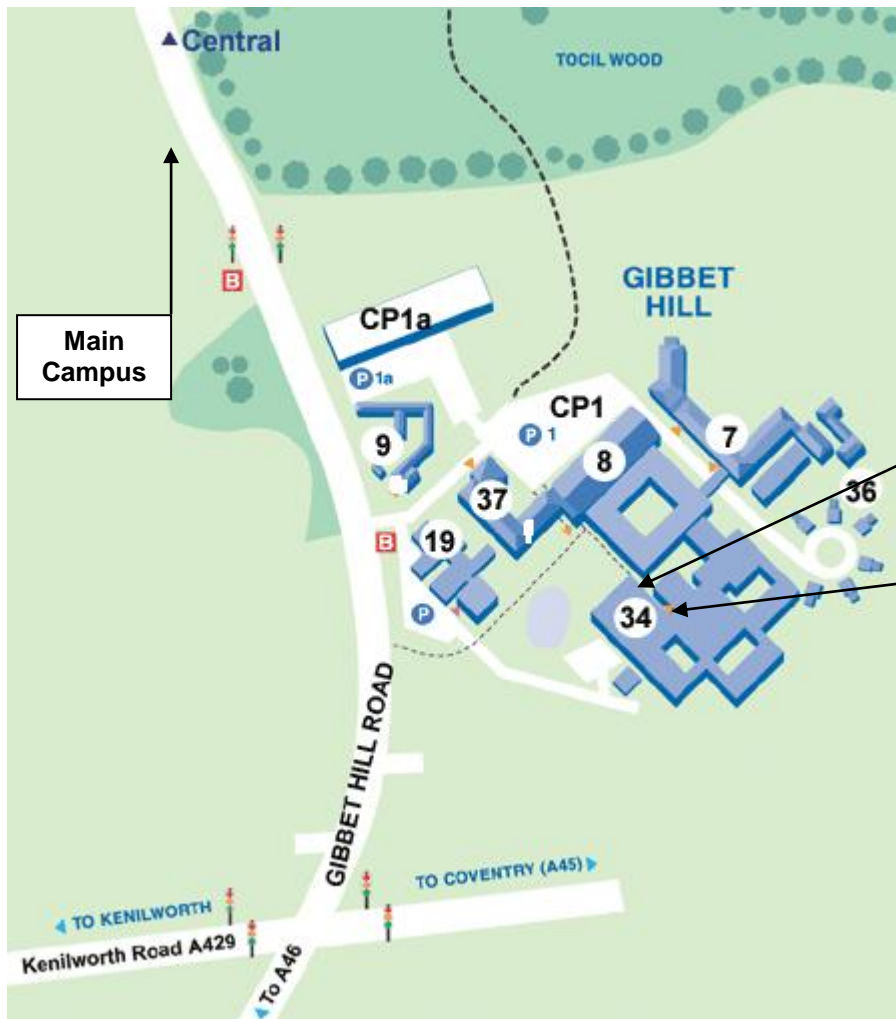 Central
TOCIL WOOD
B
Main
Campus
GIBBET
HILL
CP1a
P 1a
CP1
P 1
9
7
8
37
36
B
19
P
34
GIBBET HILL ROAD
TO COVENTRY (A45)
TO KENILWORTH
Kenilworth Road A429
To A46